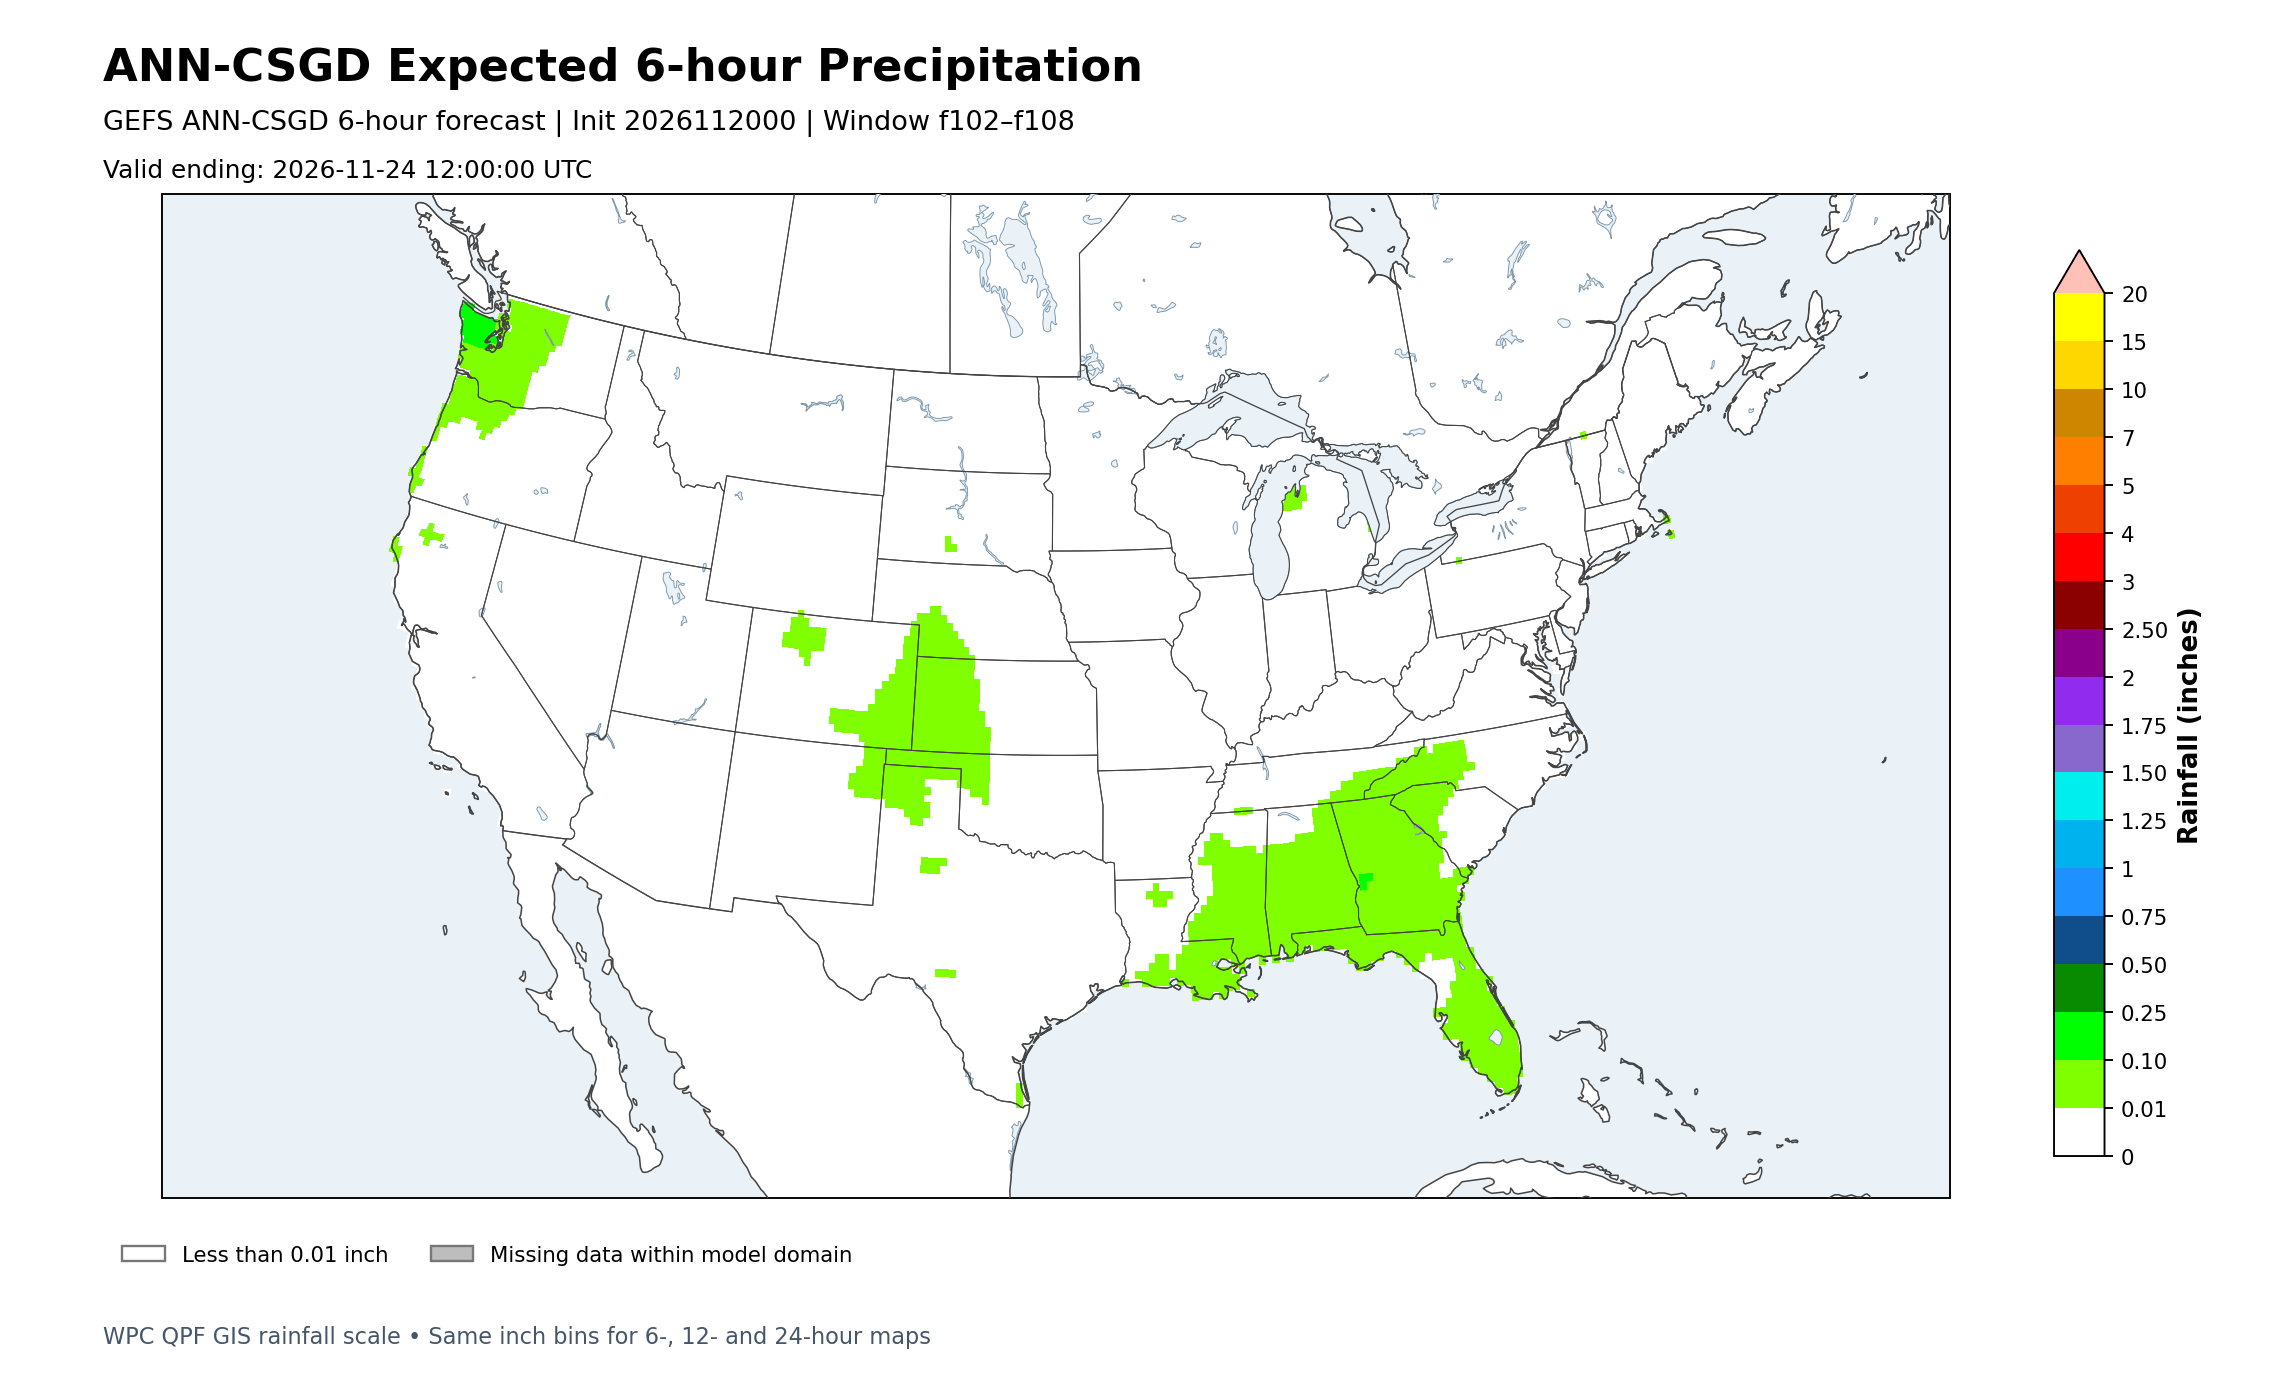 ANN-CSGD Expected 6-hour Precipitation
GEFS ANN-CSGD 6-hour forecast | Init 2026112000 | Window f102–f108
Valid ending: 2026-11-24 12:00:00 UTC
20
15
10
7
5
4
3
2.50
2
1.75
1.50
1.25
1
0.75
0.50
0.25
0.10
0.01
0
Rainfall (inches)
Less than 0.01 inch
Missing data within model domain
WPC QPF GIS rainfall scale • Same inch bins for 6-, 12- and 24-hour maps